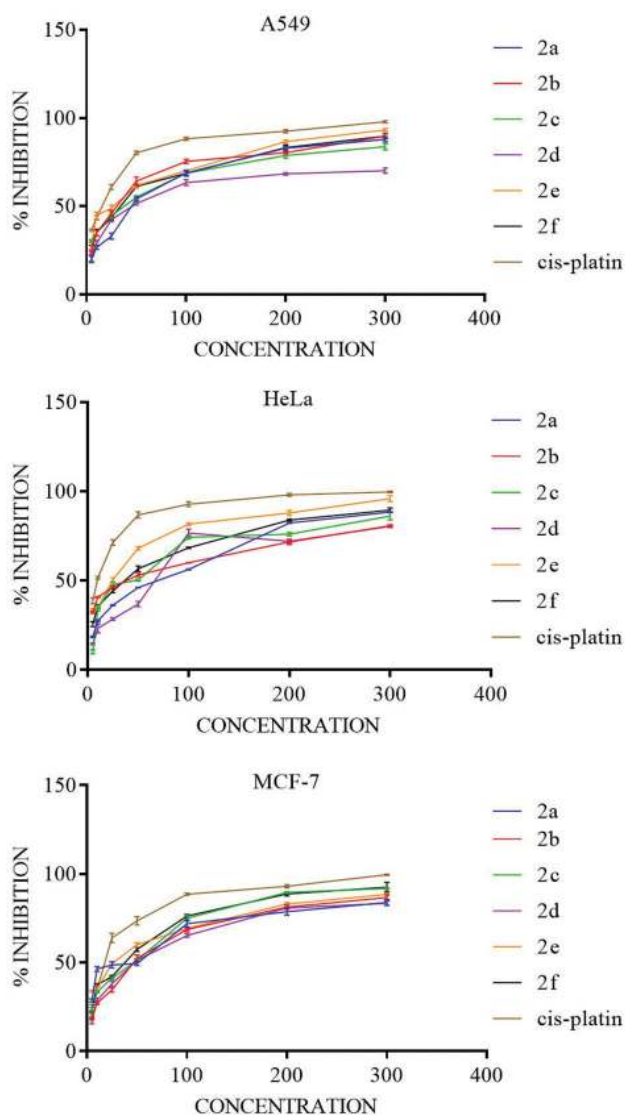 A549
150
100
50
0
% INHIBITION
0 100 200 300 400
CONCENTRATION
2a
2b
2c
2d
2e
2f
cis-platin
HeLa
150
100
50
0
% INHIBITION
0 100 200 300 400
CONCENTRATION
2a
2b
2c
2d
2e
2f
cis-platin
MCF-7
150
100
50
0
% INHIBITION
0 100 200 300 400
CONCENTRATION
2a
2b
2c
2d
2e
2f
cis-platin